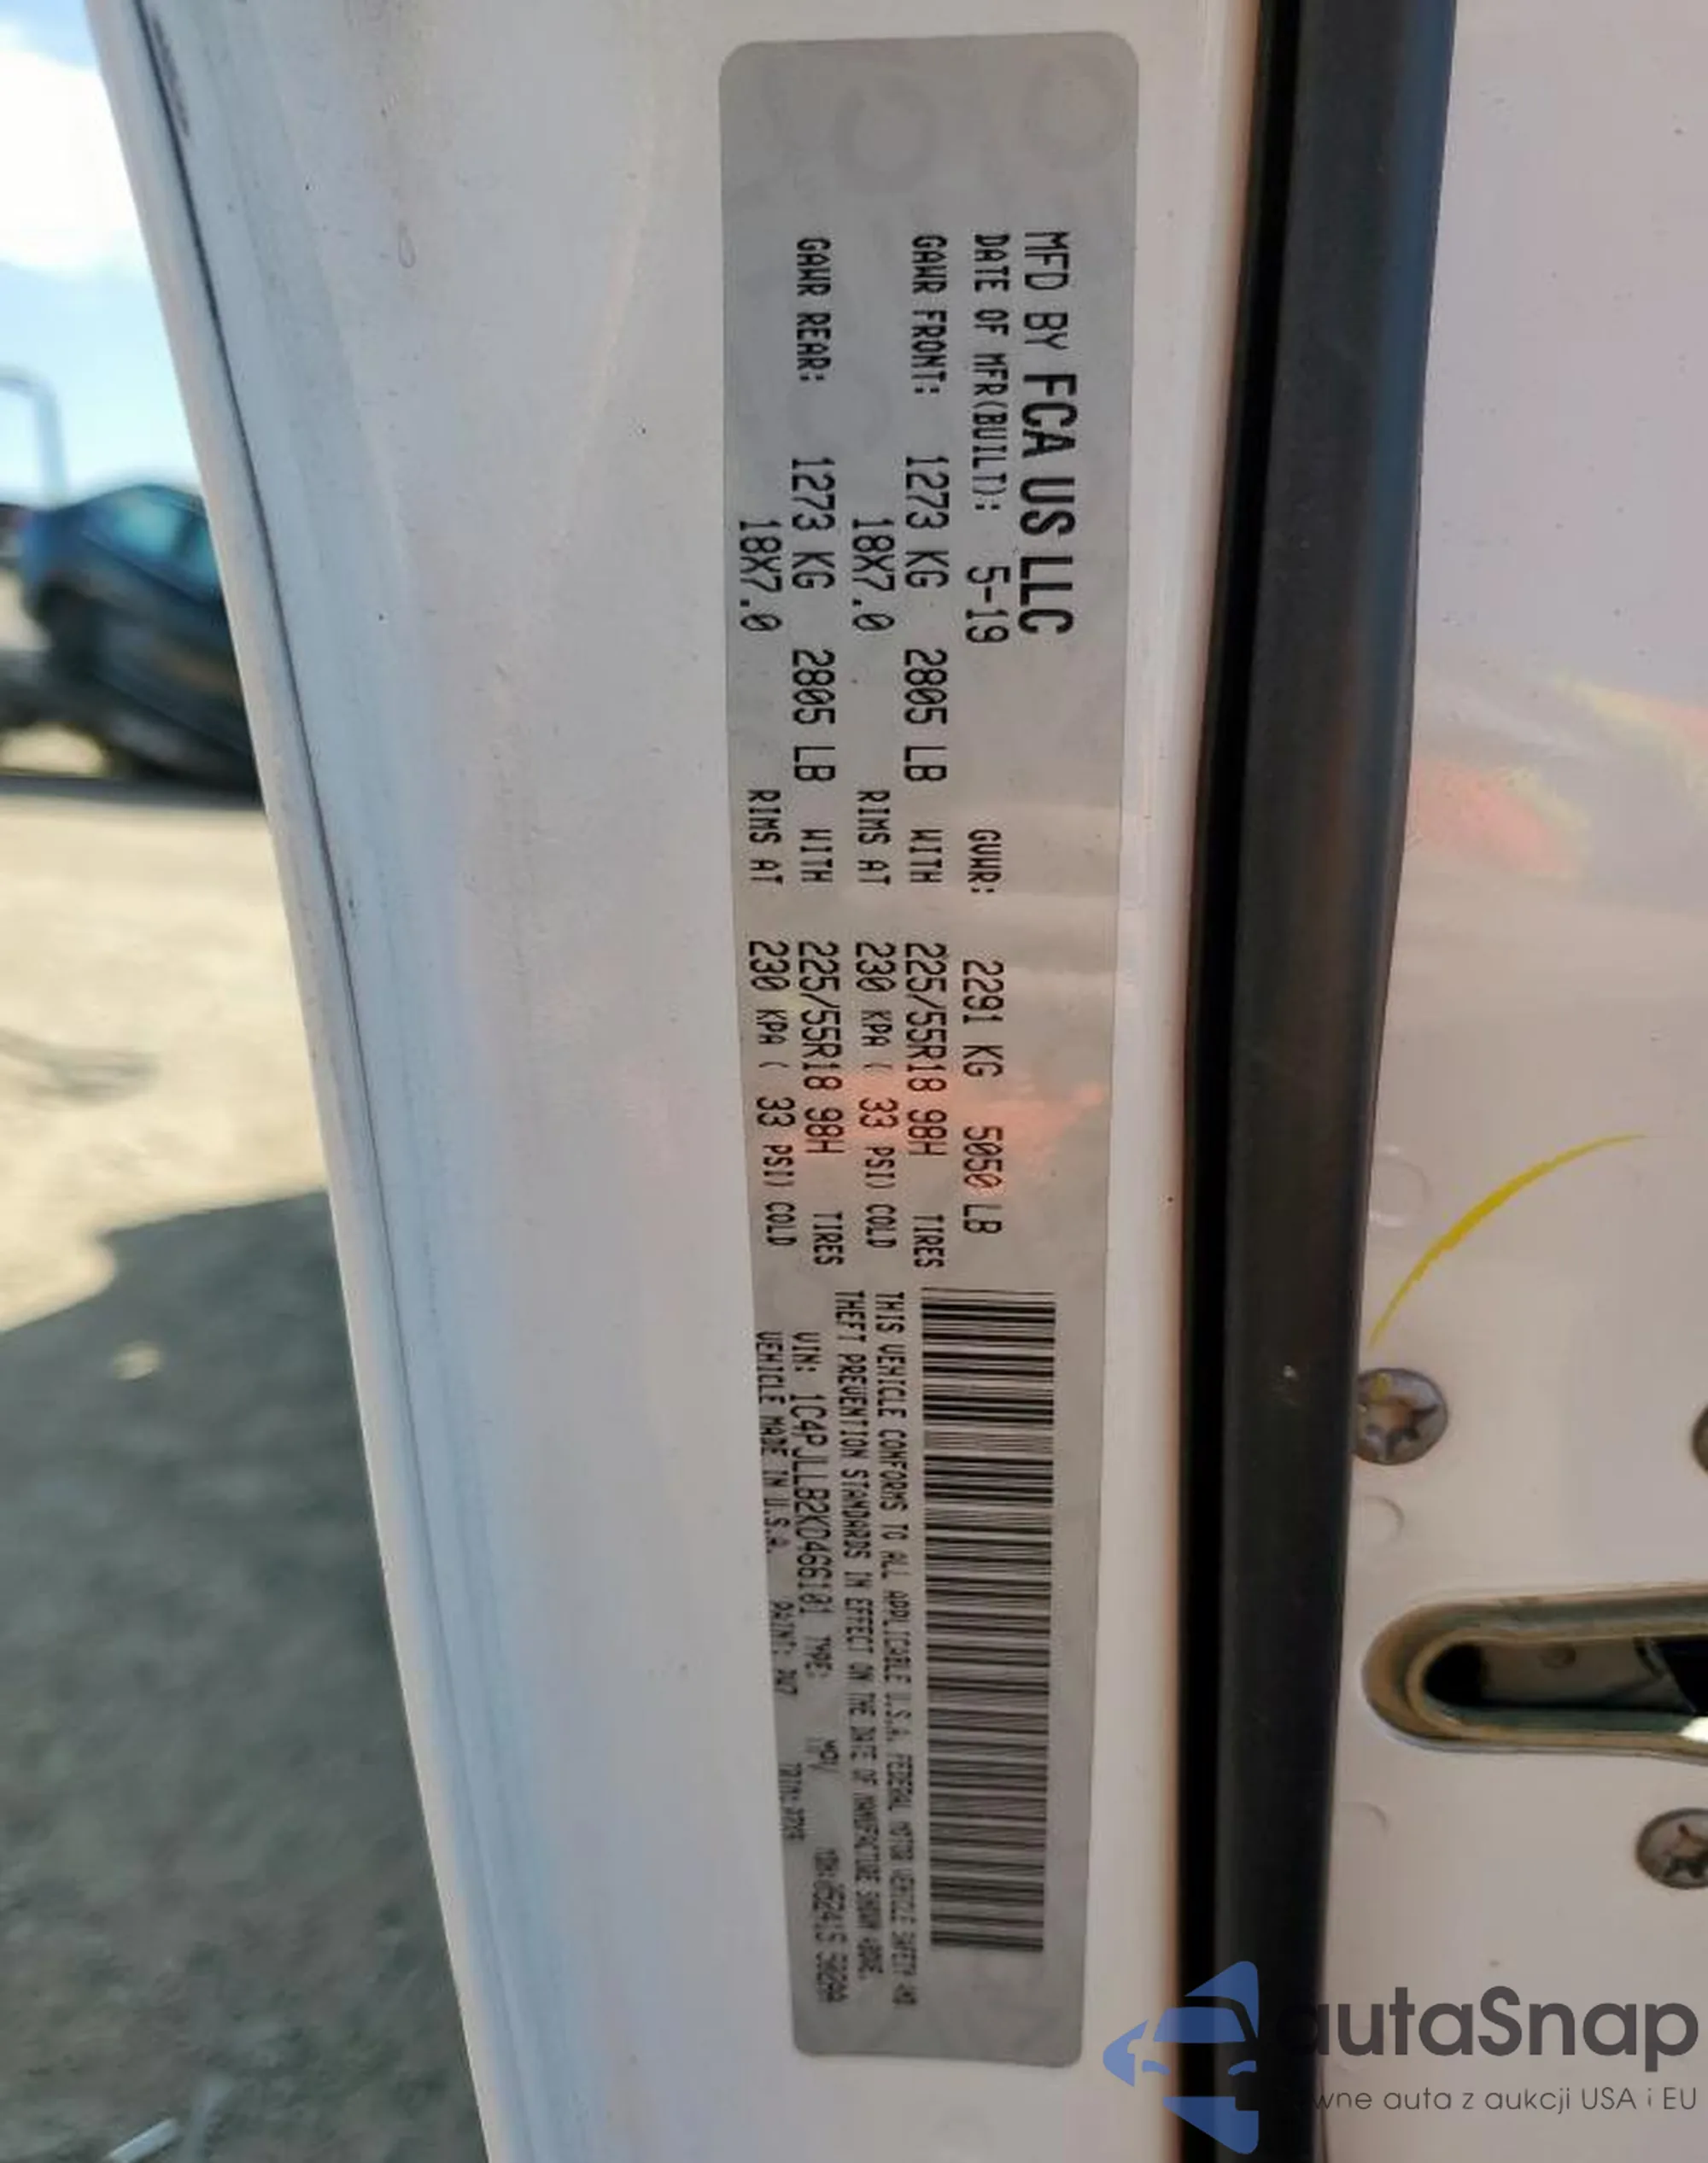 MFD BY FCA US LLC
DATE OF MFR(BUILT): 5-19 GVWR: 2291 KG 5050 LB
GAWR FRONT: 1273 KG 2805 LB WITH 225/55R18 98H TIRES
18X7.0 RIMS AT 230 KPA ( 33 PSI) COLD
GAWR REAR: 1273 KG 2805 LB WITH 225/55R18 98H TIRES
18X7.0 RIMS AT 230 KPA ( 33 PSI) COLD
THIS VEHICLE CONFORMS TO ALL APPLICABLE U.S.A. FEDERAL MOTOR VEHICLE SAFETY AND
THEFT PREVENTION STANDARDS IN EFFECT ON THE DATE OF MANUFACTURE SHOWN ABOVE.
VIN: 1C4PJLLB2KD466101 TYPE: MPV
VEHICLE MADE IN U.S.A. PAINT: PW7
autaSnap
auta z aukcji USA i EU